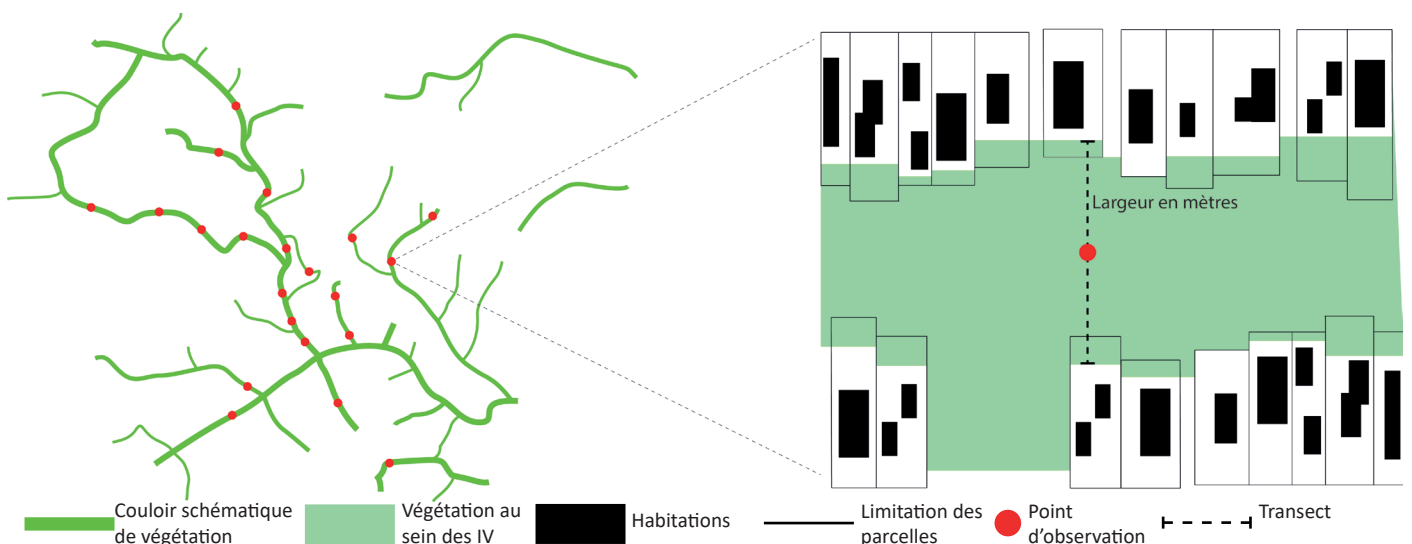 Largeur en mètres
Couloir schématique
de végétation
Végétation au
sein des IV
Habitations
Limitation des
parcelles
Point
d'observation
Transect